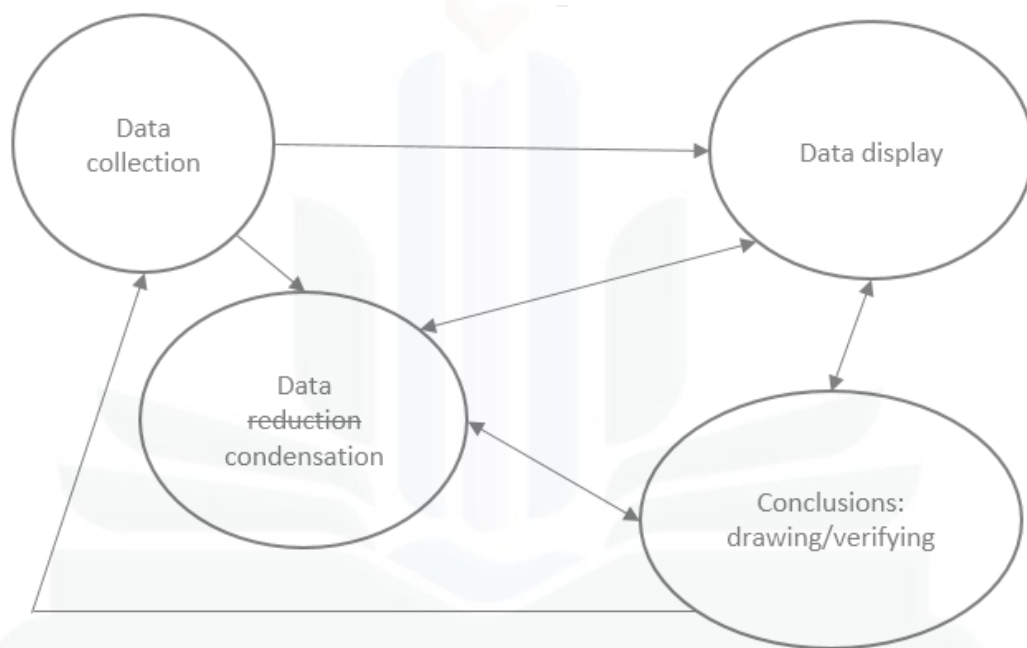 Data
collection
Data display
Data
reduction
condensation
Conclusions:
drawing/verifying